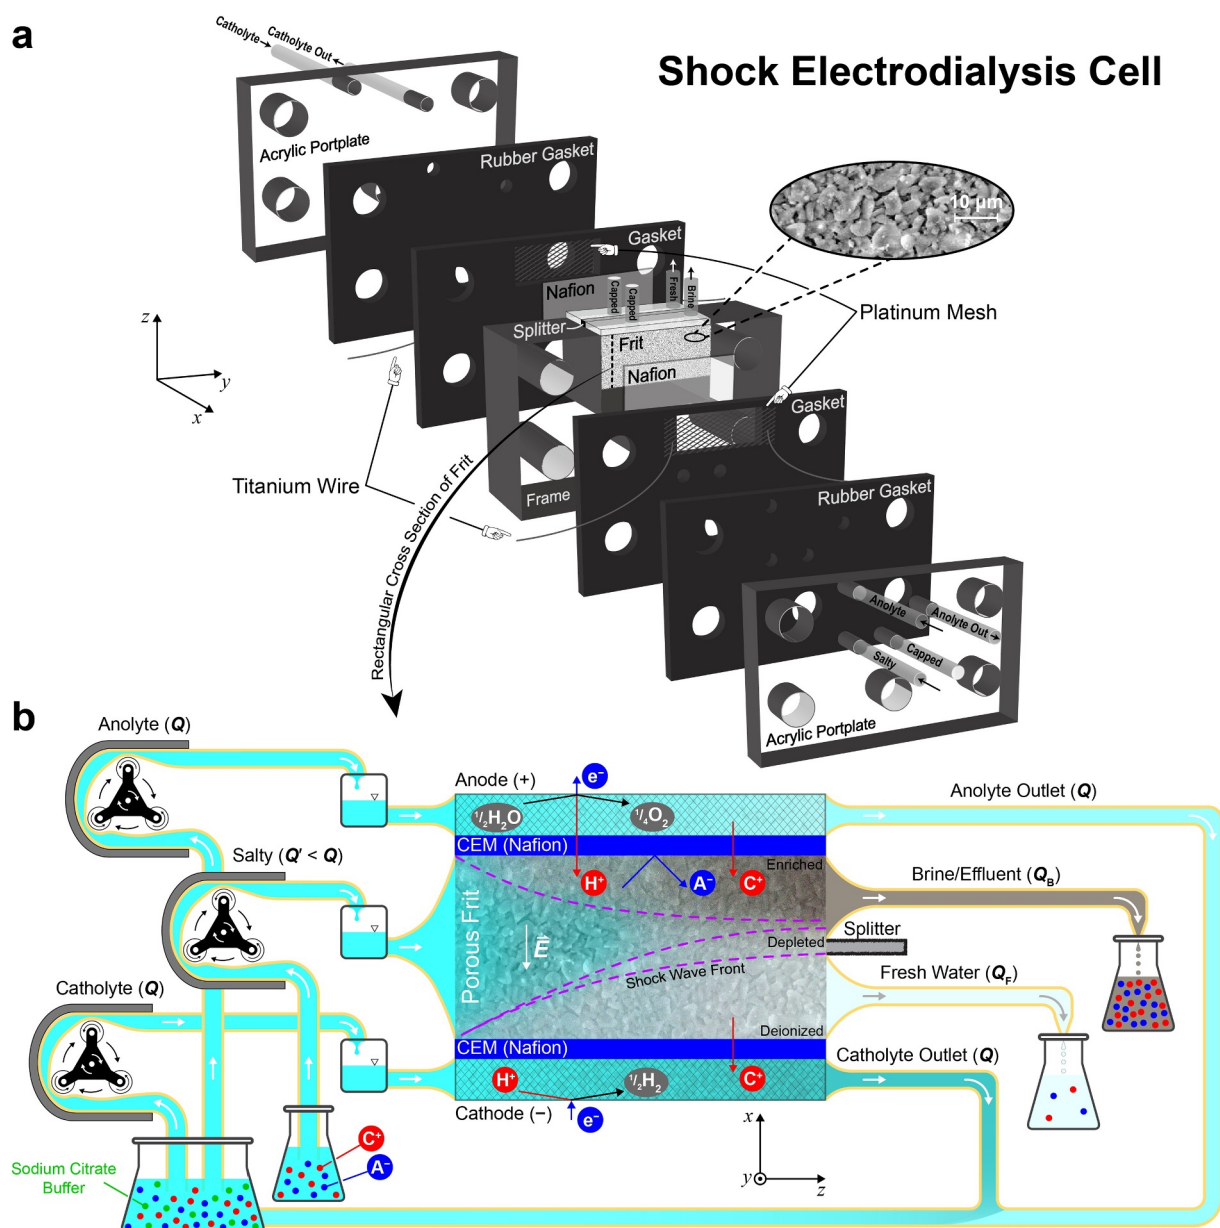 a
Shock Electrodialysis Cell
Catholyte
Catholyte Out
Acrylic Portplate
Rubber Gasket
10 μm
Gasket
Nafion
Capped
Capped
Fresh
Brine
Splitter
Frit
Nafion
Platinum Mesh
z
y
x
Gasket
Titanium Wire
Frame
Rubber Gasket
Rectangular Cross Section of Frit
Anolyte
Anolyte Out
Capped
Salty
Acrylic Portplate
b
Anolyte (Q)
Anode (+)
e⁻
½H₂O
¼O₂
Anolyte Outlet (Q)
CEM (Nafion)
Enriched
Salty (Q' < Q)
H⁺
A⁻
C⁺
Brine/Effluent (Q_B)
Porous Frit
E
Depleted
Splitter
Shock Wave Front
Fresh Water (Q_F)
Catholyte (Q)
Deionized
CEM (Nafion)
Catholyte Outlet (Q)
H⁺
½H₂
C⁺
Cathode (−)
e⁻
x
y
z
C⁺
A⁻
Sodium Citrate
Buffer